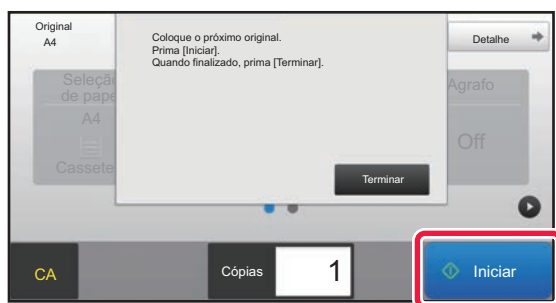 Original
A4
Coloque o próximo original.
Prima [Iniciar].
Quando finalizado, prima [Terminar].
Detalhe
Seleçã
de pape
A4
Cassete
Agrafo
Off
Terminar
CA
Cópias
1
Iniciar